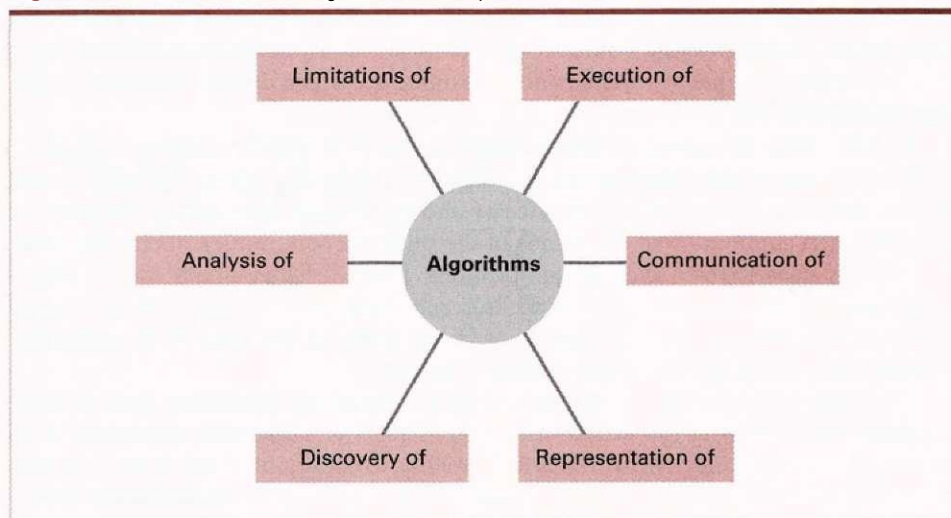 Limitations of
Execution of
Analysis of
Algorithms
Communication of
Discovery of
Representation of